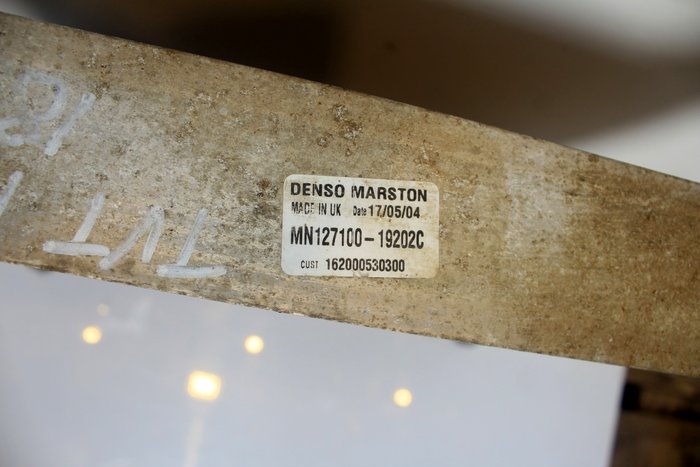 DENSO MARSTON
MADE IN UK Date 17/05/04
MN127100-19202C
CUST 162000530300